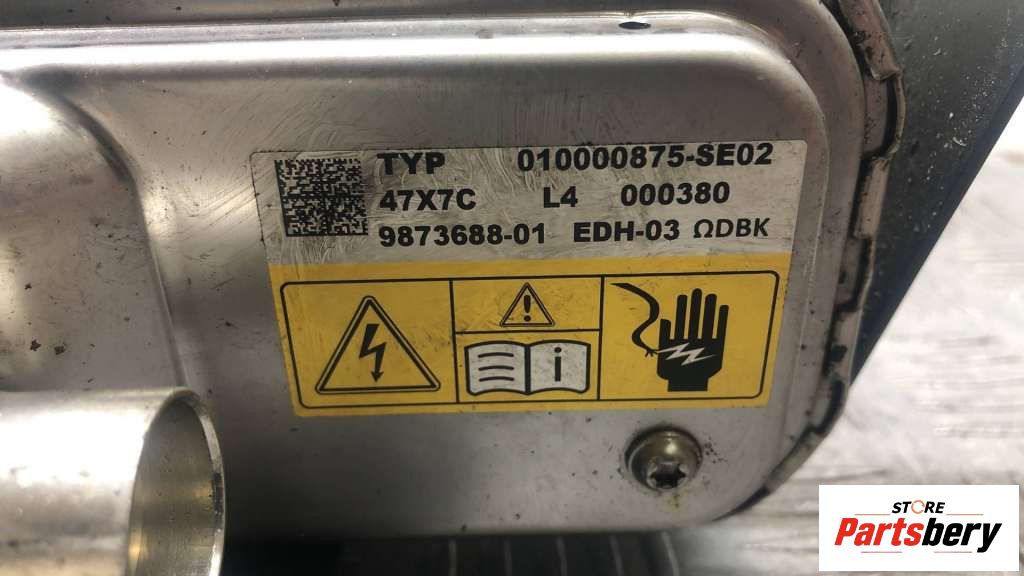 TYP 010000875-SE02
47X7C L4 000380
9873688-01 EDH-03 ΩDBK
STORE
Partsbery